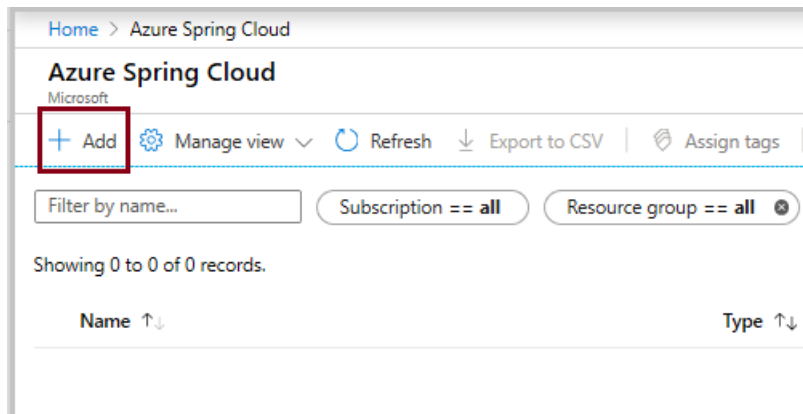 Home > Azure Spring Cloud
Azure Spring Cloud
Microsoft
+ Add Manage view Refresh Export to CSV Assign tags
Filter by name... Subscription == all Resource group == all
Showing 0 to 0 of 0 records.
Name ↑↓ Type ↑↓